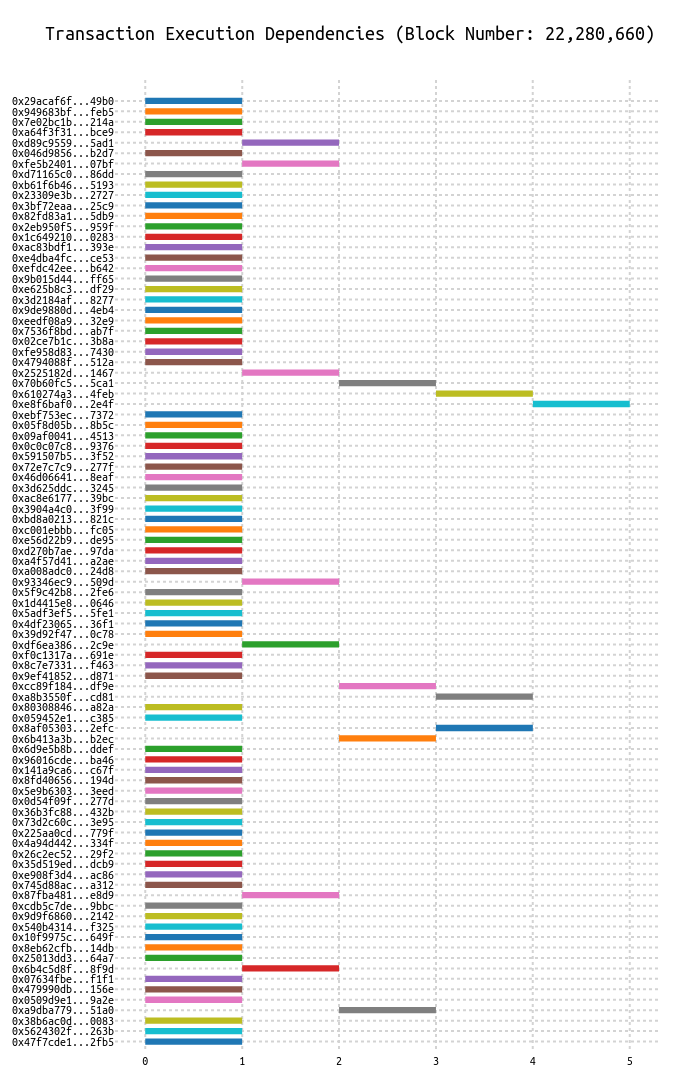 Transaction Execution Dependencies (Block Number: 22,280,660)
0x29acaf6f...49b0
0x949683bf...feb5
0x7e02bc1b...214a
0xa64f3f31...bce9
0xd89c9559...5ad1
0x046d9856...b2d7
0xfe5b2401...07bf
0xd71165c0...86dd
0xb61f6b46...5193
0x23309e3b...2727
0x3bf72eaa...25c9
0x82fd83a1...5db9
0x2eb950f5...959f
0x1c649210...0283
0xac83bdf1...393e
0xe4dba4fc...ce53
0xefdc42ee...b642
0x9b015d44...ff65
0xe625b8c3...df29
0x3d2184af...8277
0x9de9880d...4eb4
0xeedf08a9...32e9
0x7536f8bd...ab7f
0x02ce7b1c...3b8a
0xfe958d83...7430
0x4794088f...512a
0x2525182d...1467
0x70b60fc5...5ca1
0x610274a3...4feb
0xe8f6baf0...2e4f
0xebf753ec...7372
0x05f8d05b...8b5c
0x09af0041...4513
0x0c0c07c8...9376
0x591507b5...3f52
0x72e7c7c9...277f
0x46d06641...8eaf
0x3d625ddc...3245
0xac8e6177...39bc
0x3904a4c0...3f99
0xbd8a0213...821c
0xc001ebbb...fc05
0xe56d22b9...de95
0xd270b7ae...97da
0xa4f57d41...a2ae
0xa008adc0...24d8
0x93346ec9...509d
0x5f9c42b8...2fe6
0x1d4415e8...0646
0x5adf3ef5...5fe1
0x4df23065...36f1
0x39d92f47...0c78
0xdf6ea386...2c9e
0xf0c1317a...691e
0x8c7e7331...f463
0x9ef41852...d871
0xcc89f184...df9e
0xa8b3550f...cd81
0x80308846...a82a
0x059452e1...c385
0x8af05303...2efc
0x6b413a3b...b2ec
0x6d9e5b8b...ddef
0x96016cde...ba46
0x141a9ca6...c67f
0x8fd40656...194d
0x5e9b6303...3eed
0x0d54f09f...277d
0x36b3fc88...432b
0x73d2c60c...3e95
0x225aa0cd...779f
0x4a94d442...334f
0x26c2ec52...29f2
0x35d519ed...dcb9
0xe908f3d4...ac86
0x745d88ac...a312
0x87fba481...e8d9
0xcdb5c7de...9bbc
0x9d9f6860...2142
0x540b4314...f325
0x10f9975c...649f
0x8eb62cfb...14db
0x25013dd3...64a7
0x6b4c5d8f...8f9d
0x07634fbe...f1f1
0x479990db...156e
0x0509d9e1...9a2e
0xa9dba779...51a0
0x38b6ac0d...0083
0x5624302f...263b
0x47f7cde1...2fb5
0 1 2 3 4 5